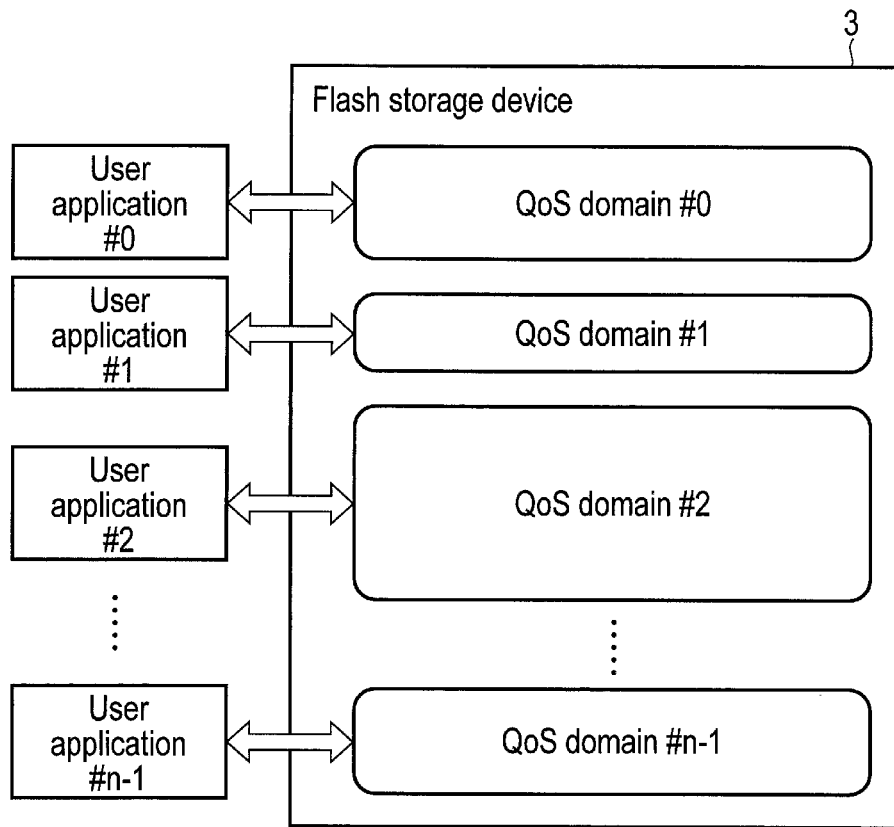 3
Flash storage device
User
application
#0
QoS domain #0
User
application
#1
QoS domain #1
User
application
#2
QoS domain #2
User
application
#n-1
QoS domain #n-1